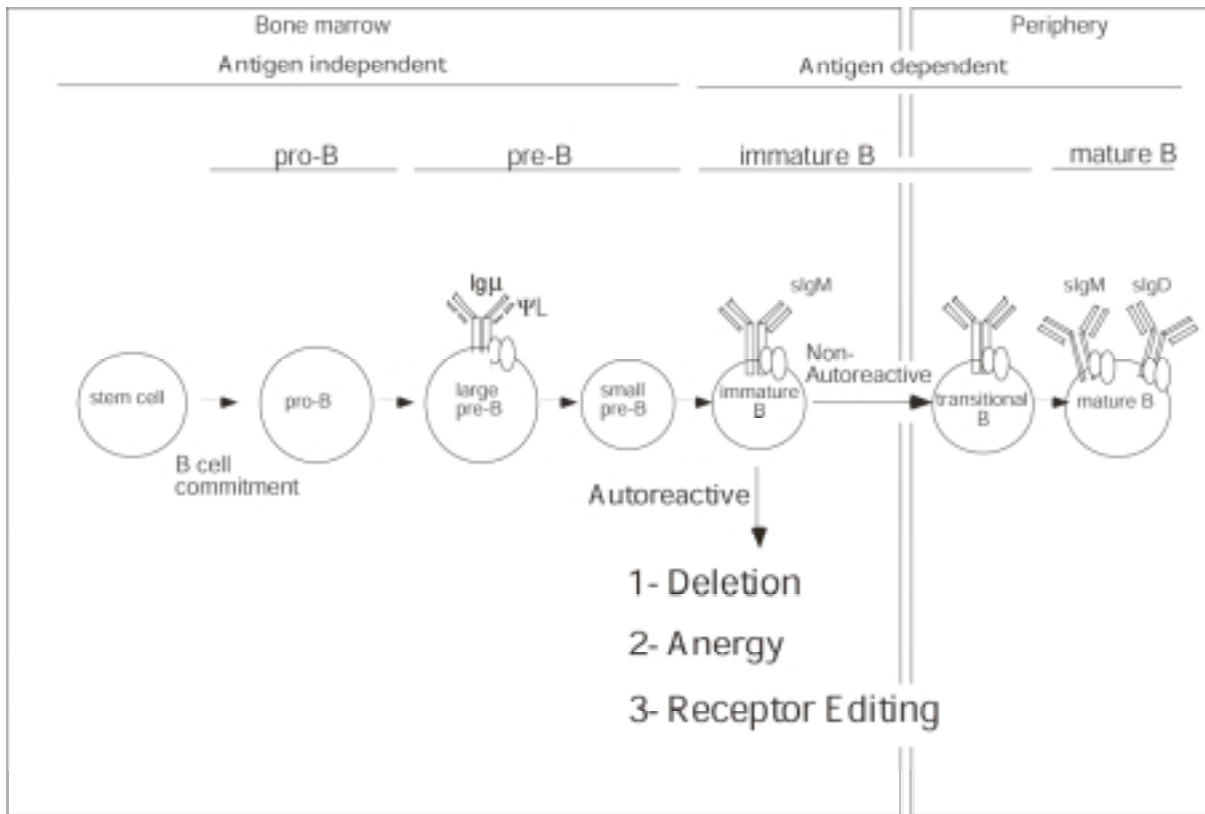 Bone marrow
Periphery
Antigen independent
Antigen dependent
pro-B
pre-B
immature B
mature B
Igμ
ΨL
sIgM
sIgM
sIgD
stem cell
pro-B
large
pre-B
small
pre-B
immature
B
Non-
Autoreactive
transitional
B
mature B
B cell
commitment
Autoreactive
1- Deletion
2- Anergy
3- Receptor Editing